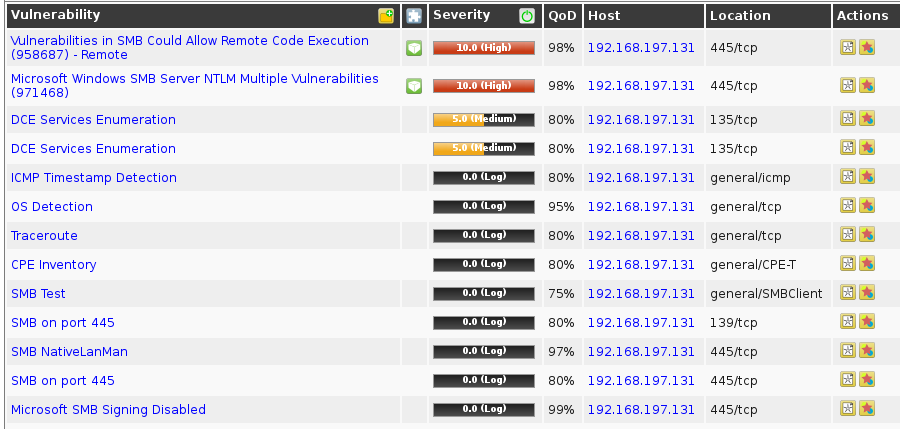 Vulnerability Severity QoD Host Location Actions
Vulnerabilities in SMB Could Allow Remote Code Execution
(958687) - Remote 10.0 (High) 98% 192.168.197.131 445/tcp
Microsoft Windows SMB Server NTLM Multiple Vulnerabilities
(971468) 10.0 (High) 98% 192.168.197.131 445/tcp
DCE Services Enumeration 5.0 (Medium) 80% 192.168.197.131 135/tcp
DCE Services Enumeration 5.0 (Medium) 80% 192.168.197.131 135/tcp
ICMP Timestamp Detection 0.0 (Log) 80% 192.168.197.131 general/icmp
OS Detection 0.0 (Log) 95% 192.168.197.131 general/tcp
Traceroute 0.0 (Log) 80% 192.168.197.131 general/tcp
CPE Inventory 0.0 (Log) 80% 192.168.197.131 general/CPE-T
SMB Test 0.0 (Log) 75% 192.168.197.131 general/SMBClient
SMB on port 445 0.0 (Log) 80% 192.168.197.131 139/tcp
SMB NativeLanMan 0.0 (Log) 97% 192.168.197.131 445/tcp
SMB on port 445 0.0 (Log) 80% 192.168.197.131 445/tcp
Microsoft SMB Signing Disabled 0.0 (Log) 99% 192.168.197.131 445/tcp